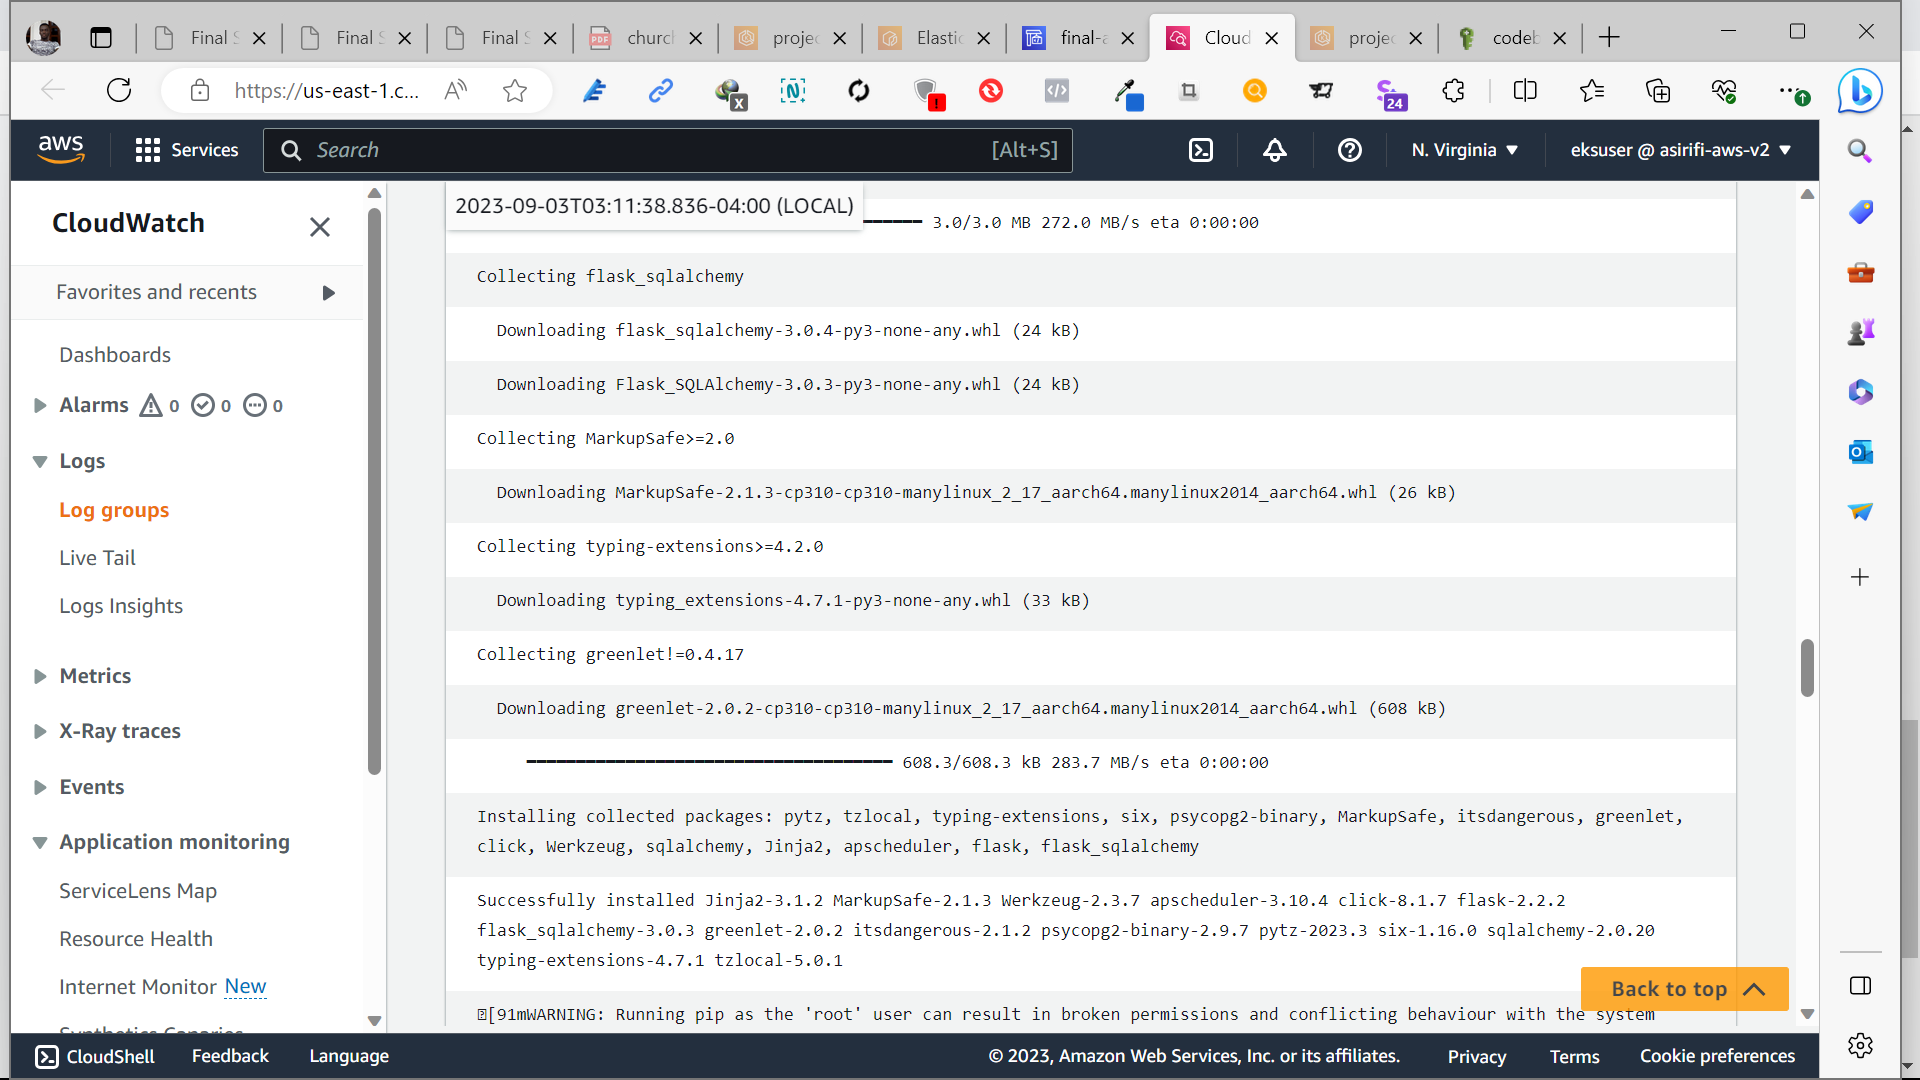 Final S
Final S
Final S
church
projec
Elastic
final-a
Cloud
projec
codeb
https://us-east-1.c...
24
aws
Services
Search
[Alt+S]
N. Virginia
eksuser @ asirifi-aws-v2
CloudWatch
Favorites and recents
Dashboards
Alarms 0 0 0
Logs
Log groups
Live Tail
Logs Insights
Metrics
X-Ray traces
Events
Application monitoring
ServiceLens Map
Resource Health
Internet Monitor New
Synthetics Canaries
2023-09-03T03:11:38.836-04:00 (LOCAL)
3.0/3.0 MB 272.0 MB/s eta 0:00:00
Collecting flask_sqlalchemy
Downloading flask_sqlalchemy-3.0.4-py3-none-any.whl (24 kB)
Downloading Flask_SQLAlchemy-3.0.3-py3-none-any.whl (24 kB)
Collecting MarkupSafe>=2.0
Downloading MarkupSafe-2.1.3-cp310-cp310-manylinux_2_17_aarch64.manylinux2014_aarch64.whl (26 kB)
Collecting typing-extensions>=4.2.0
Downloading typing_extensions-4.7.1-py3-none-any.whl (33 kB)
Collecting greenlet!=0.4.17
Downloading greenlet-2.0.2-cp310-cp310-manylinux_2_17_aarch64.manylinux2014_aarch64.whl (608 kB)
608.3/608.3 kB 283.7 MB/s eta 0:00:00
Installing collected packages: pytz, tzlocal, typing-extensions, six, psycopg2-binary, MarkupSafe, itsdangerous, greenlet,
click, Werkzeug, sqlalchemy, Jinja2, apscheduler, flask, flask_sqlalchemy
Successfully installed Jinja2-3.1.2 MarkupSafe-2.1.3 Werkzeug-2.3.7 apscheduler-3.10.4 click-8.1.7 flask-2.2.2
flask_sqlalchemy-3.0.3 greenlet-2.0.2 itsdangerous-2.1.2 psycopg2-binary-2.9.7 pytz-2023.3 six-1.16.0 sqlalchemy-2.0.20
typing-extensions-4.7.1 tzlocal-5.0.1
[91mWARNING: Running pip as the 'root' user can result in broken permissions and conflicting behaviour with the system
Back to top
CloudShell
Feedback
Language
© 2023, Amazon Web Services, Inc. or its affiliates.
Privacy
Terms
Cookie preferences